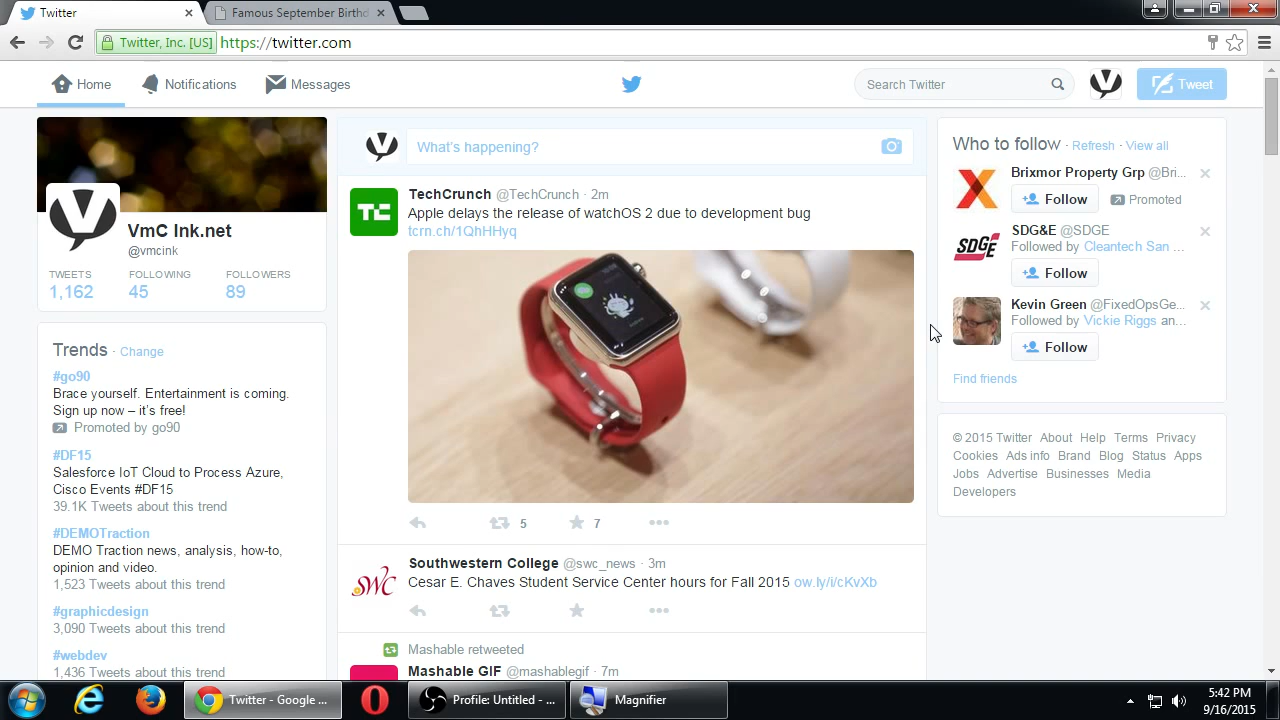 Twitter
Famous September Birthd
Twitter, Inc. [US] https://twitter.com
Home
Notifications
Messages
Search Twitter
Tweet
VmC Ink.net
@vmcink
TWEETS FOLLOWING FOLLOWERS
1,162 45 89
Trends · Change
#go90
Brace yourself. Entertainment is coming.
Sign up now – it's free!
Promoted by go90
#DF15
Salesforce IoT Cloud to Process Azure,
Cisco Events #DF15
39.1K Tweets about this trend
#DEMOTraction
DEMO Traction news, analysis, how-to,
opinion and video.
1,523 Tweets about this trend
#graphicdesign
3,090 Tweets about this trend
#webdev
1,436 Tweets about this trend
What's happening?
TechCrunch @TechCrunch · 2m
Apple delays the release of watchOS 2 due to development bug
tcrn.ch/1QhHHyq
5 7
SWC
Southwestern College @swc_news · 3m
Cesar E. Chaves Student Service Center hours for Fall 2015 ow.ly/i/cKvXb
Mashable retweeted
Mashable GIF @mashablegif · 7m
Who to follow · Refresh · View all
Brixmor Property Grp @Bri...
Follow Promoted
SDGE
SDG&E @SDGE
Followed by Cleantech San ...
Follow
Kevin Green @FixedOpsGe...
Followed by Vickie Riggs an...
Follow
Find friends
© 2015 Twitter About Help Terms Privacy
Cookies Ads info Brand Blog Status Apps
Jobs Advertise Businesses Media
Developers
Twitter - Google ...
Profile: Untitled - ...
Magnifier
5:42 PM
9/16/2015